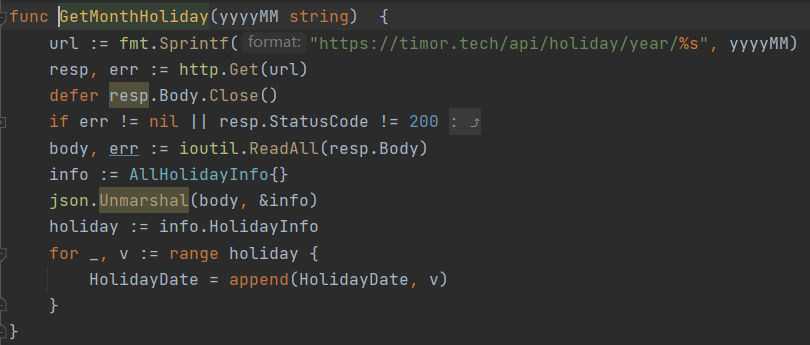 func GetMonthHoliday(yyyyMM string)  {
    url := fmt.Sprintf( format: "https://timor.tech/api/holiday/year/%s", yyyyMM)
    resp, err := http.Get(url)
    defer resp.Body.Close()
    if err != nil || resp.StatusCode != 200 : ⤴
    body, err := ioutil.ReadAll(resp.Body)
    info := AllHolidayInfo{}
    json.Unmarshal(body, &info)
    holiday := info.HolidayInfo
    for _, v := range holiday {
        HolidayDate = append(HolidayDate, v)
    }
}